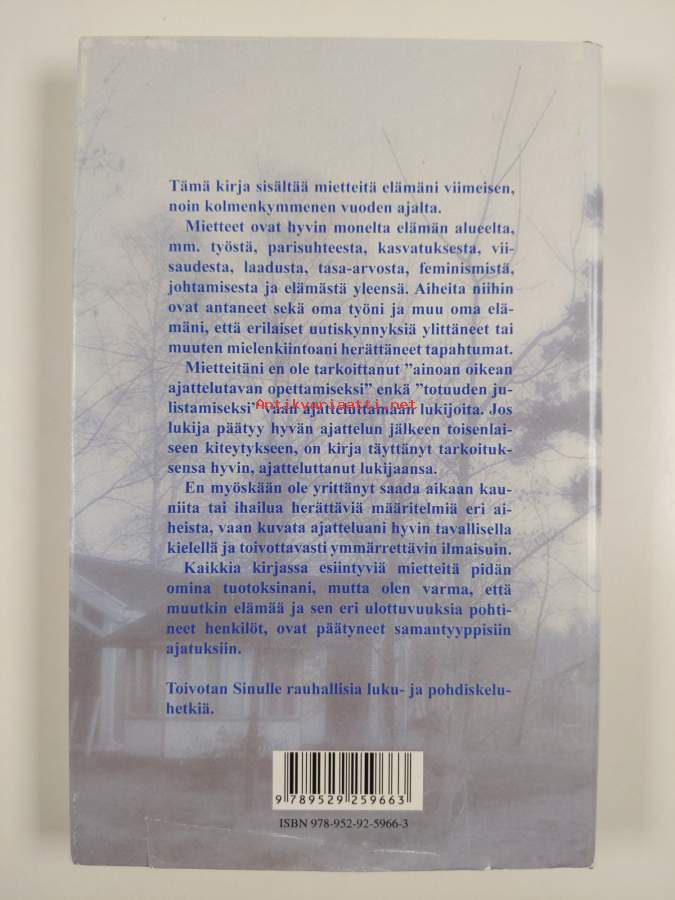 Tämä kirja sisältää mietteitä elämäni viimeisen,
noin kolmenkymmenen vuoden ajalta.
Mietteet ovat hyvin monelta elämän alueelta,
mm. työstä, parisuhteesta, kasvatuksesta, vii-
saudesta, laadusta, tasa-arvosta, feminismistä,
johtamisesta ja elämästä yleensä. Aiheita niihin
ovat antaneet sekä oma työni ja muu oma elä-
mäni, että erilaiset uutiskynnyksiä ylittäneet tai
muuten mielenkiintoani herättäneet tapahtumat.
Mietteitäni en ole tarkoittanut ”ainoan oikean
ajattelutavan opettamiseksi” enkä ”totuuden ju-
listamiseksi” vaan ajatteluttamaan lukijoita. Jos
Antikvariaatti.net
lukija päätyy hyvän ajattelun jälkeen toisenlai-
seen kiteytykseen, on kirja täyttänyt tarkoituk-
sensa hyvin, ajatteluttanut lukijaansa.
En myöskään ole yrittänyt saada aikaan kau-
niita tai ihailua herättäviä määritelmiä eri ai-
heista, vaan kuvata ajatteluani hyvin tavallisella
kielellä ja toivottavasti ymmärrettävin ilmaisuin.
Kaikkia kirjassa esiintyviä mietteitä pidän
omina tuotoksinani, mutta olen varma, että
muutkin elämää ja sen eri ulottuvuuksia pohti-
neet henkilöt, ovat päätyneet samantyyppisiin
ajatuksiin.
Toivotan Sinulle rauhallisia luku- ja pohdiskelu-
hetkiä.
9 789529 259663
ISBN 978-952-92-5966-3